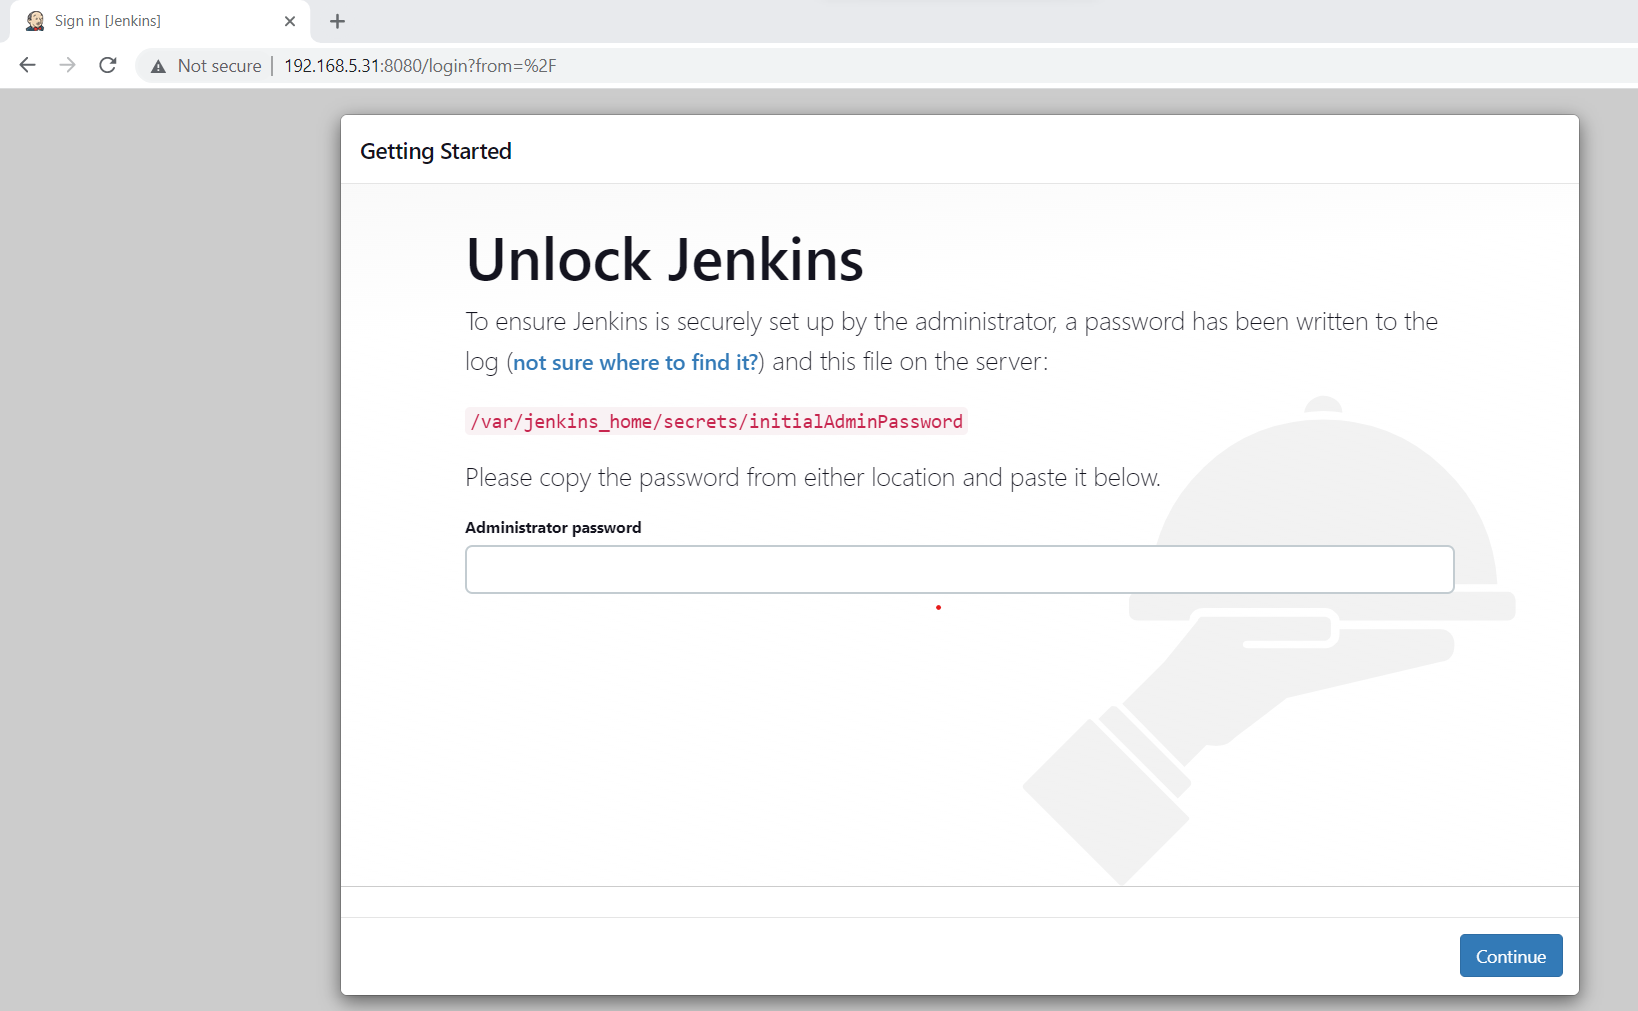 Sign in [Jenkins]
Not secure
192.168.5.31:8080/login?from=%2F
Getting Started
Unlock Jenkins
To ensure Jenkins is securely set up by the administrator, a password has been written to the
log (not sure where to find it?) and this file on the server:
/var/jenkins_home/secrets/initialAdminPassword
Please copy the password from either location and paste it below.
Administrator password
Continue